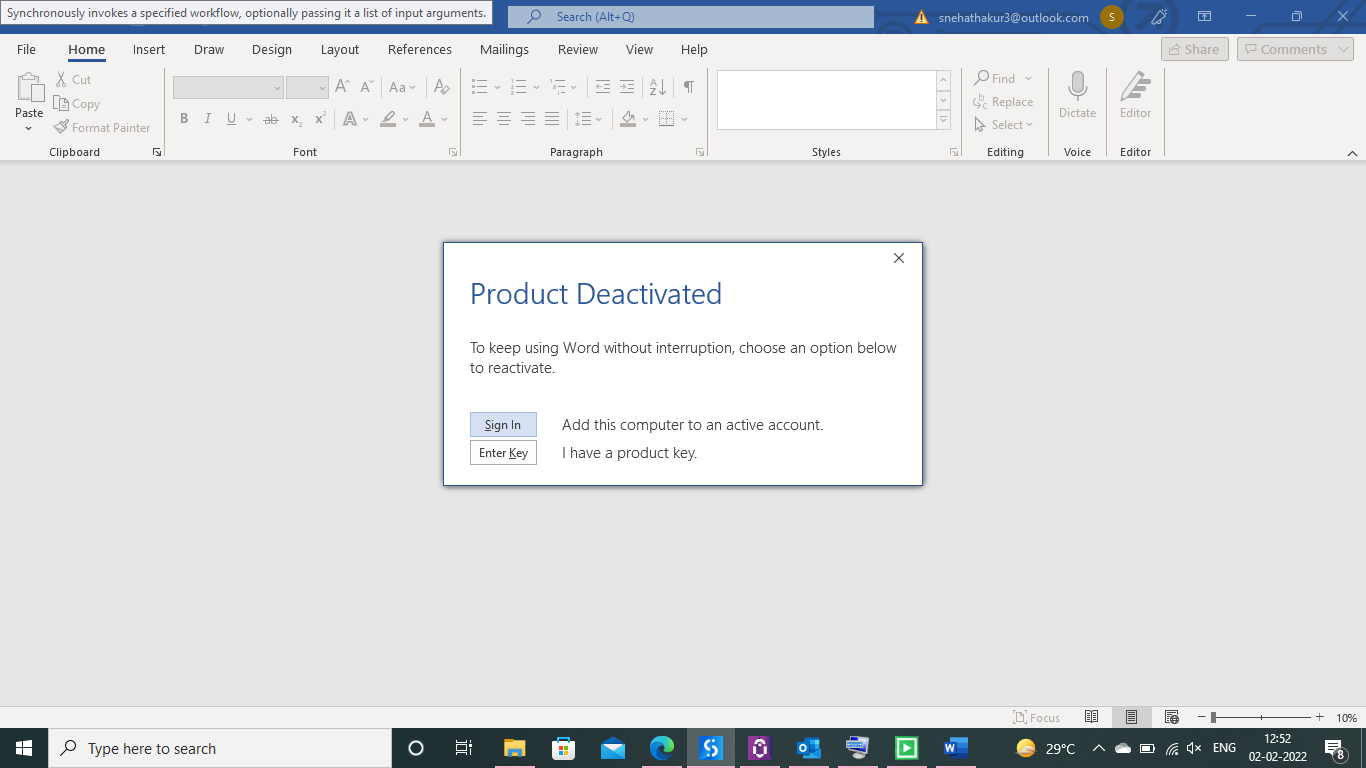 Synchronously invokes a specified workflow, optionally passing it a list of input arguments.
Search (Alt+Q)
snehathakur3@outlook.com
S
File Home Insert Draw Design Layout References Mailings Review View Help
Share
Comments
Paste
Cut
Copy
Format Painter
Clipboard
Aa
B I U ab x₂ x²
A
A
Font
Paragraph
Styles
Find
Replace
Select
Editing
Dictate
Voice
Editor
Editor
Product Deactivated
To keep using Word without interruption, choose an option below
to reactivate.
Sign In
Add this computer to an active account.
Enter Key
I have a product key.
Focus
10%
Type here to search
29°C
ENG
12:52
02-02-2022
8